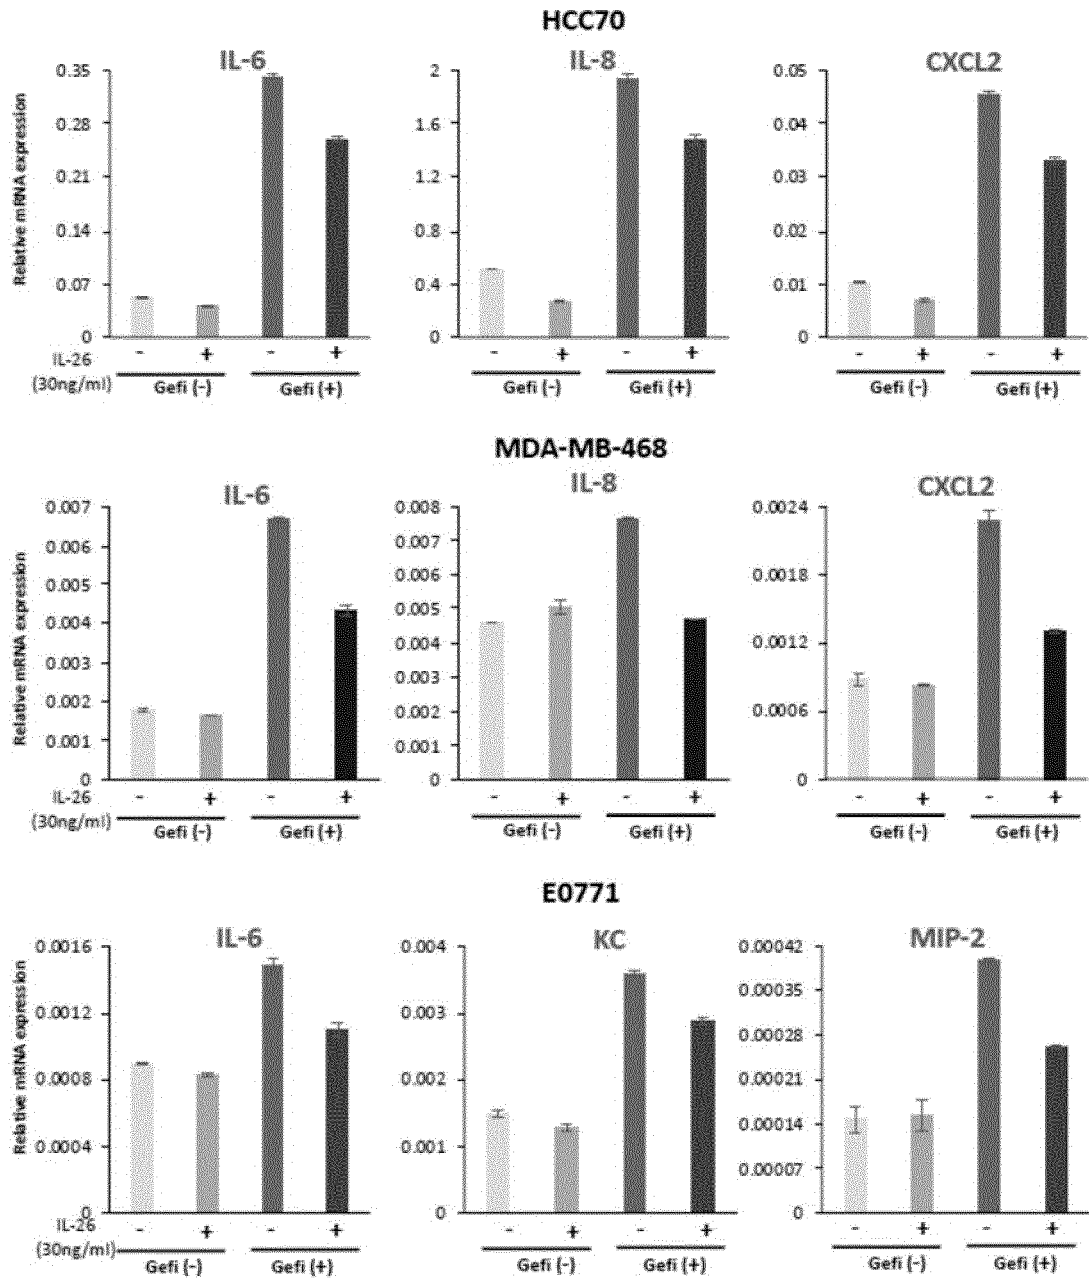 HCC70
IL-6
IL-8
CXCL2
Relative mRNA expression
0.35
0.28
0.21
0.14
0.07
0
2
1.6
1.2
0.8
0.4
0
0.05
0.04
0.03
0.02
0.01
0
IL-26
(30ng/ml)
- + - +
- + - +
- + - +
Gefi (-) Gefi (+)
Gefi (-) Gefi (+)
Gefi (-) Gefi (+)
MDA-MB-468
IL-6
IL-8
CXCL2
Relative mRNA expression
0.007
0.006
0.005
0.004
0.003
0.002
0.001
0
0.008
0.007
0.006
0.005
0.004
0.003
0.002
0.001
0
0.0024
0.0018
0.0012
0.0006
0
IL-26
(30ng/ml)
- + - +
- + - +
- + - +
Gefi (-) Gefi (+)
Gefi (-) Gefi (+)
Gefi (-) Gefi (+)
E0771
IL-6
KC
MIP-2
Relative mRNA expression
0.0016
0.0012
0.0008
0.0004
0
0.004
0.003
0.002
0.001
0
0.00042
0.00035
0.00028
0.00021
0.00014
0.00007
0
IL-26
(30ng/ml)
- + - +
- + - +
- + - +
Gefi (-) Gefi (+)
Gefi (-) Gefi (+)
Gefi (-) Gefi (+)